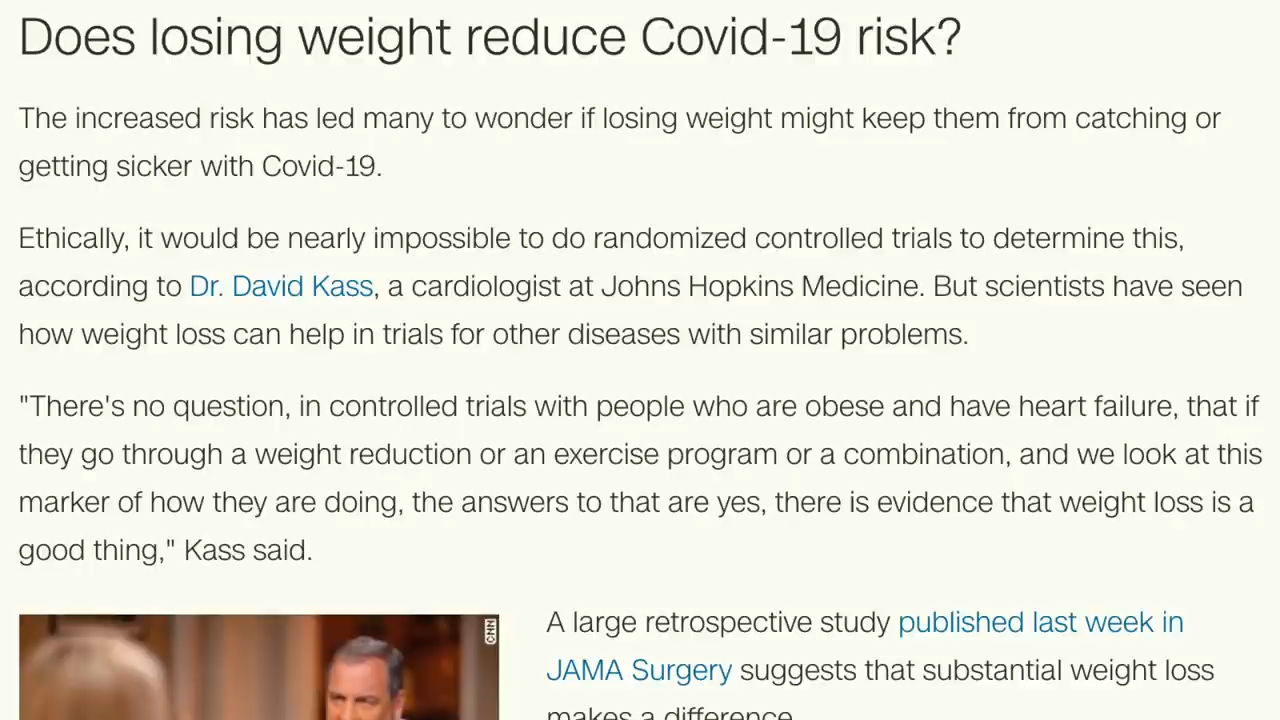 Does losing weight reduce Covid-19 risk?
The increased risk has led many to wonder if losing weight might keep them from catching or
getting sicker with Covid-19.
Ethically, it would be nearly impossible to do randomized controlled trials to determine this,
according to Dr. David Kass, a cardiologist at Johns Hopkins Medicine. But scientists have seen
how weight loss can help in trials for other diseases with similar problems.
"There's no question, in controlled trials with people who are obese and have heart failure, that if
they go through a weight reduction or an exercise program or a combination, and we look at this
marker of how they are doing, the answers to that are yes, there is evidence that weight loss is a
good thing," Kass said.
CNN
A large retrospective study published last week in
JAMA Surgery suggests that substantial weight loss
makes a difference.